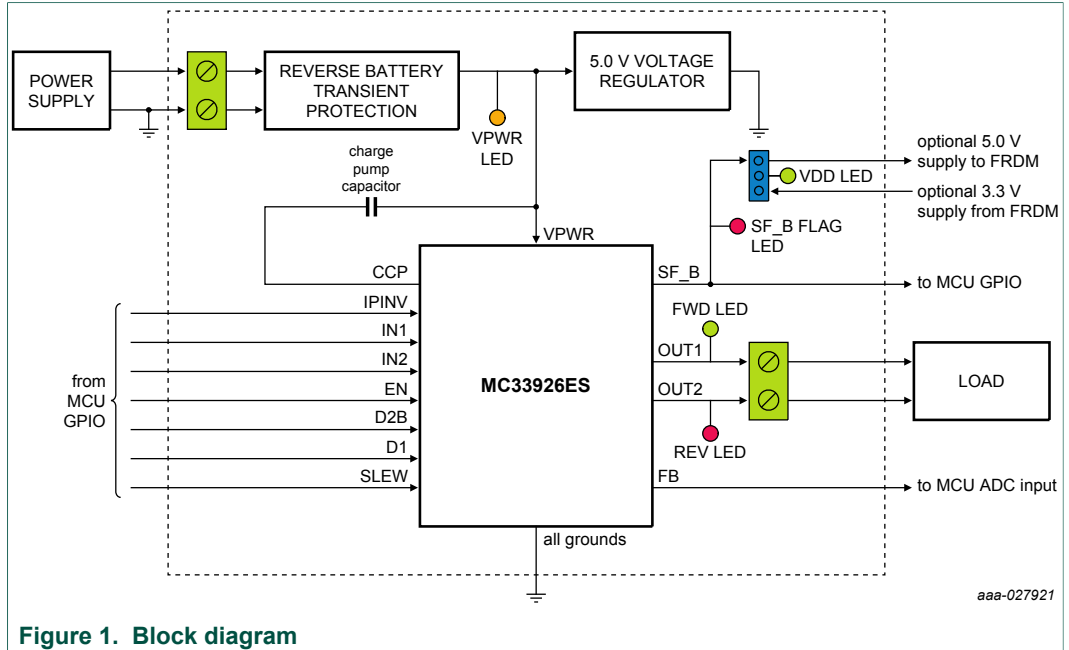 POWER
SUPPLY
REVERSE BATTERY
TRANSIENT
PROTECTION
5.0 V VOLTAGE
REGULATOR
VPWR
LED
charge
pump
capacitor
optional 5.0 V
supply to FRDM
VDD LED
optional 3.3 V
supply from FRDM
SF_B FLAG
LED
VPWR
CCP
SF_B
to MCU GPIO
IPINV
IN1
IN2
EN
D2B
D1
SLEW
from
MCU
GPIO
MC33926ES
FWD LED
OUT1
OUT2
REV LED
LOAD
FB
to MCU ADC input
all grounds
aaa-027921
Figure 1. Block diagram